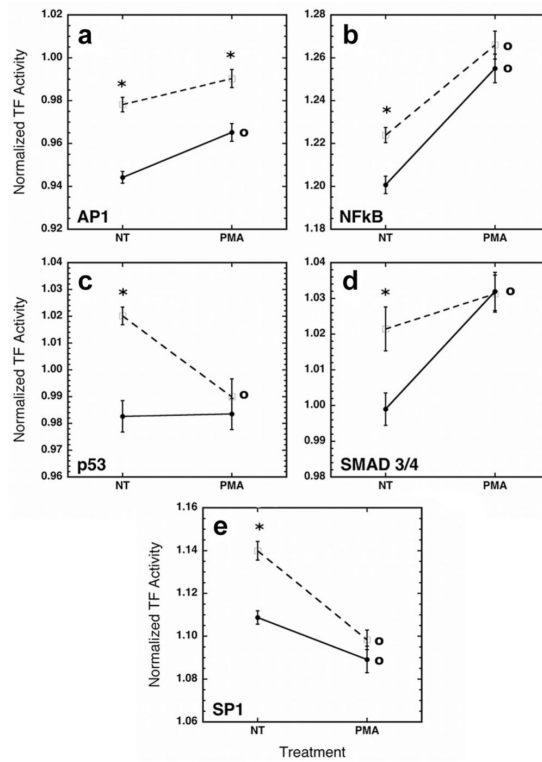 a
*
*
o
AP1
1.02
1.00
0.98
0.96
0.94
0.92
NT
PMA
Normalized TF Activity
b
*
o
o
NFkB
1.28
1.26
1.24
1.22
1.20
1.18
NT
PMA
c
*
o
p53
1.04
1.03
1.02
1.01
1.00
0.99
0.98
0.97
0.96
NT
PMA
Normalized TF Activity
d
*
o
SMAD 3/4
1.04
1.03
1.02
1.01
1.00
0.99
0.98
NT
PMA
e
*
o
o
SP1
1.16
1.14
1.12
1.10
1.08
1.06
NT
PMA
Normalized TF Activity
Treatment